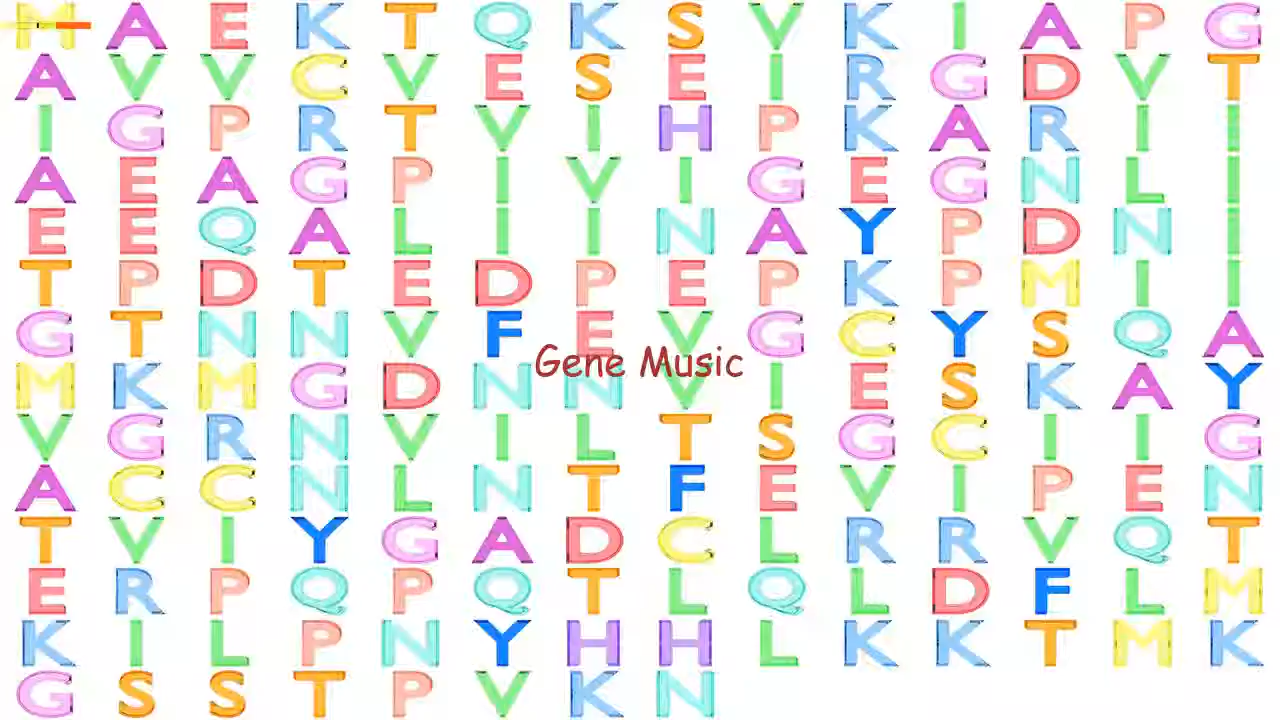 M A E K T Q K S V K I A P G
A V V C V E S E I R G D V T
I G P R T V I H P K A R I I
A E A G P I V I G E G N L I
E E Q A L I I N A Y P D N I
T P D T E D P E P K P M I I
G T N N V F E V G C Y S Q A
Gene Music
M K M G D N N V I E S K A Y
V G R N V I L T S G C I I G
A C C N L N T F E V I P E N
T V I Y G A D C L R R V Q T
E R P Q P Q T L Q L D F L M
K I L P N Y H H L K K T M K
G S S T P V K N